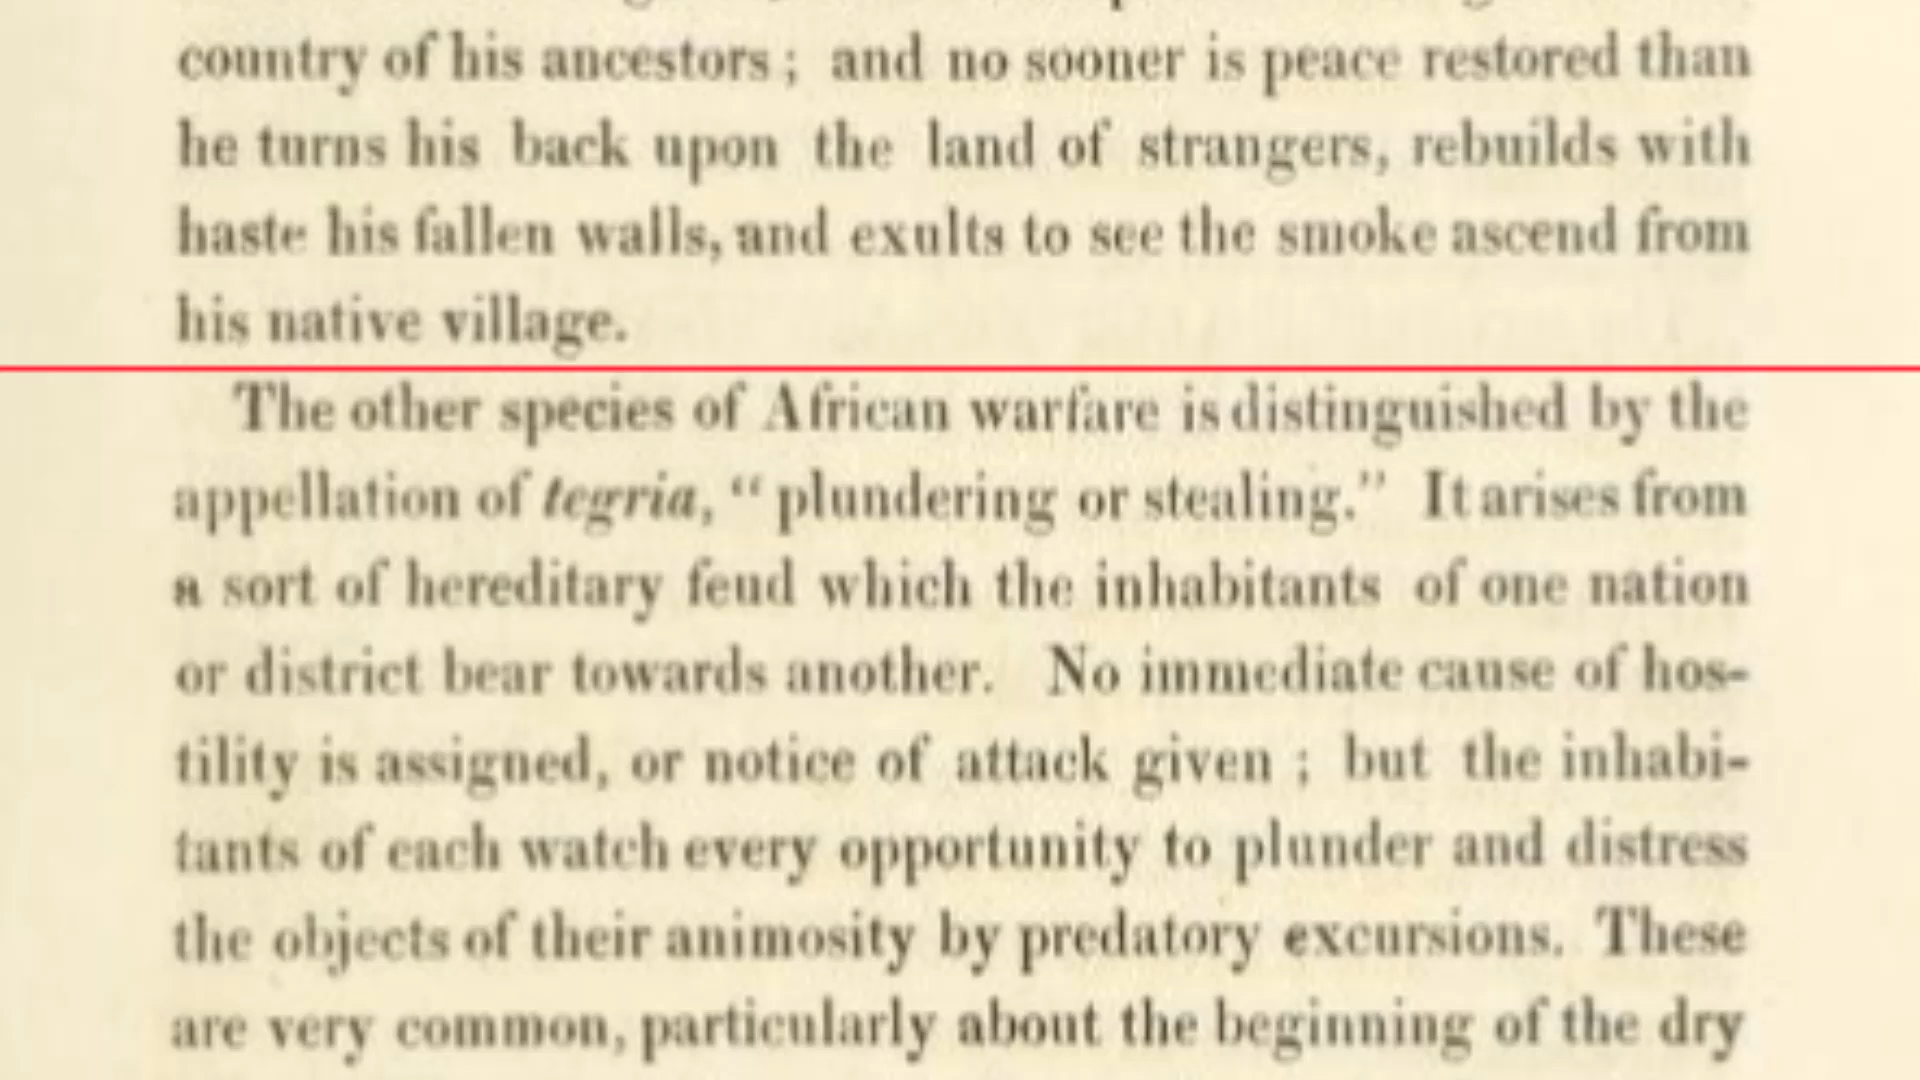 country of his ancestors; and no sooner is peace restored than
he turns his back upon the land of strangers, rebuilds with
haste his fallen walls, and exults to see the smoke ascend from
his native village.
The other species of African warfare is distinguished by the
appellation of tegria, “plundering or stealing.” It arises from
a sort of hereditary feud which the inhabitants of one nation
or district bear towards another. No immediate cause of hos-
tility is assigned, or notice of attack given; but the inhabi-
tants of each watch every opportunity to plunder and distress
the objects of their animosity by predatory excursions. These
are very common, particularly about the beginning of the dry